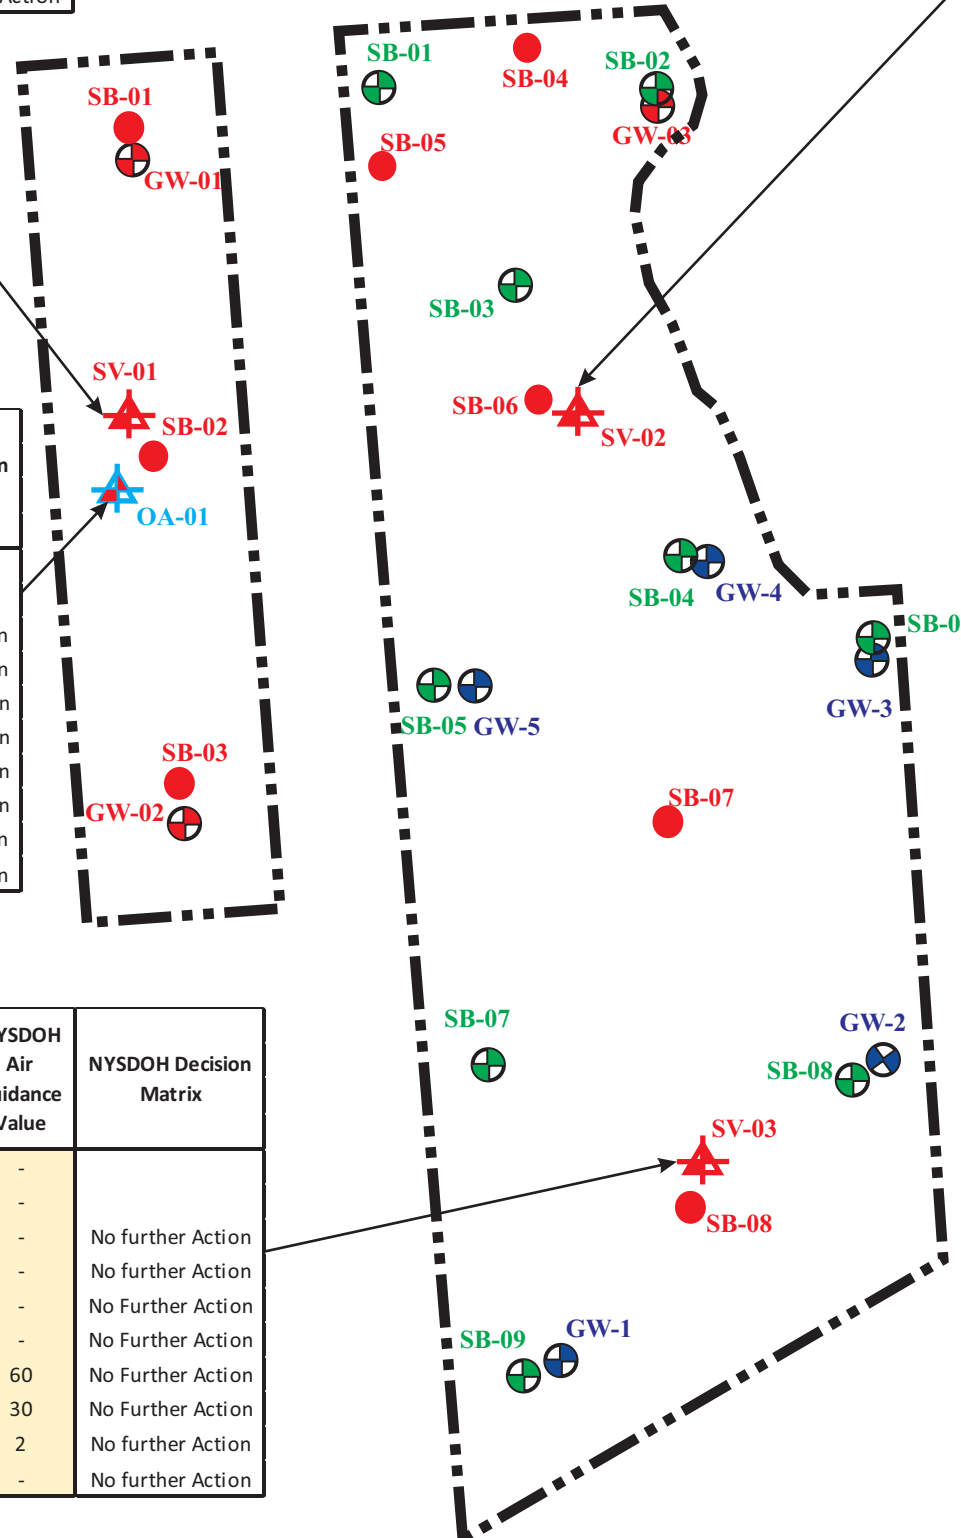 SB-01
SB-04
SB-02
SB-01
GW-03
SB-05
GW-01
SB-03
SV-01
SB-06
SB-02
SV-02
OA-01
SB-04
GW-4
SB-0
GW-3
SB-05
GW-5
SB-03
SB-07
GW-02
SB-07
GW-2
NYSDOH Decision
Matrix
Air
SB-08
SV-03
SB-08
-
-
- No further Action
- No further Action
- No Further Action
- No Further Action
60 No Further Action
30 No Further Action
2 No further Action
- No further Action
GW-1
SB-09